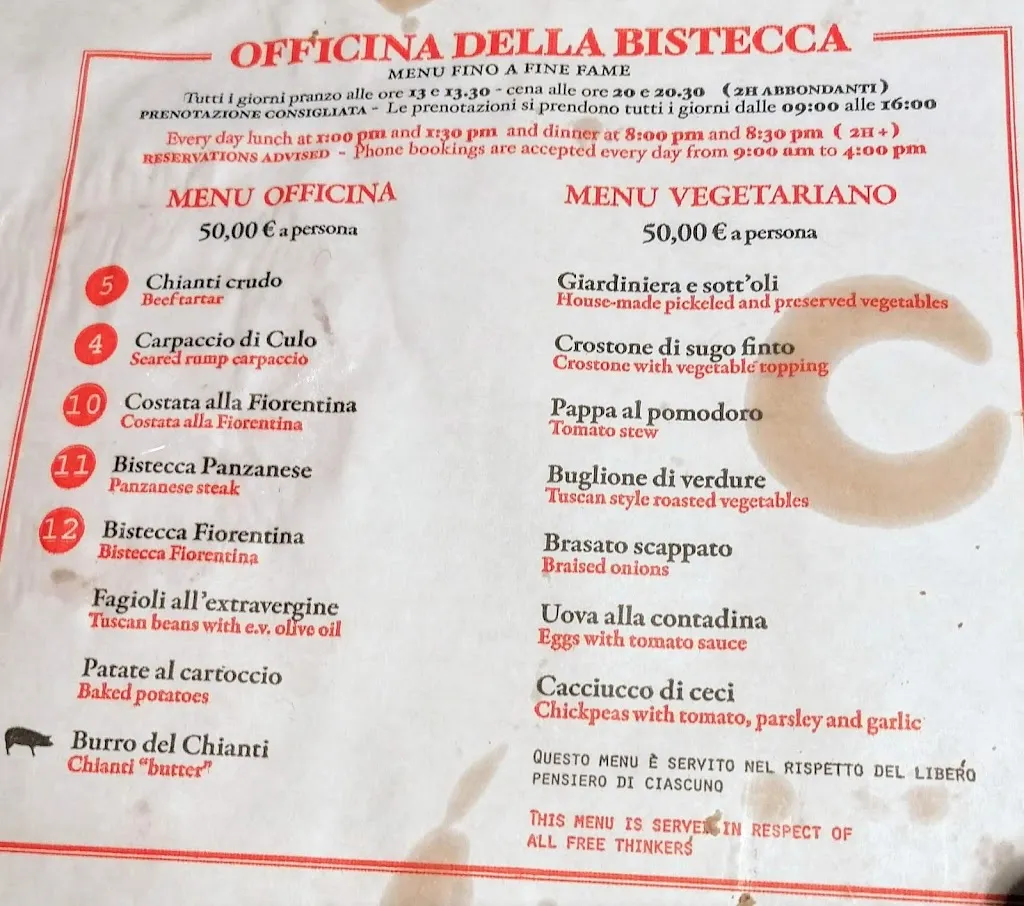 OFFICINA DELLA BISTECCA
MENU FINO A FINE FAME
Tutti i giorni pranzo alle ore 13 e 13.30 - cena alle ore 20 e 20.30 (2H ABBONDANTI)
PRENOTAZIONE CONSIGLIATA - Le prenotazioni si prendono tutti i giorni dalle 09:00 alle 16:00
Every day lunch at 1:00 pm and 1:30 pm and dinner at 8:00 pm and 8:30 pm ( 2H+)
RESERVATIONS ADVISED - Phone bookings are accepted every day from 9:00 am to 4:00 pm
MENU OFFICINA
50,00 € a persona
5 Chianti crudo
Beef tartar
4 Carpaccio di Culo
Seared rump carpaccio
10 Costata alla Fiorentina
Costata alla Fiorentina
11 Bistecca Panzanese
Panzanese steak
12 Bistecca Fiorentina
Bistecca Fiorentina
Fagioli all'extravergine
Tuscan beans with e.v. olive oil
Patate al cartoccio
Baked potatoes
Burro del Chianti
Chianti "butter"
MENU VEGETARIANO
50,00 € a persona
Giardiniera e sott'oli
House-made pickeled and preserved vegetables
Crostone di sugo finto
Crostone with vegetable topping
Pappa al pomodoro
Tomato stew
Buglione di verdure
Tuscan style roasted vegetables
Brasato scappato
Braised onions
Uova alla contadina
Eggs with tomato sauce
Cacciucco di ceci
Chickpeas with tomato, parsley and garlic
QUESTO MENU È SERVITO NEL RISPETTO DEL LIBERO
PENSIERO DI CIASCUNO
THIS MENU IS SERVED IN RESPECT OF
ALL FREE THINKERS